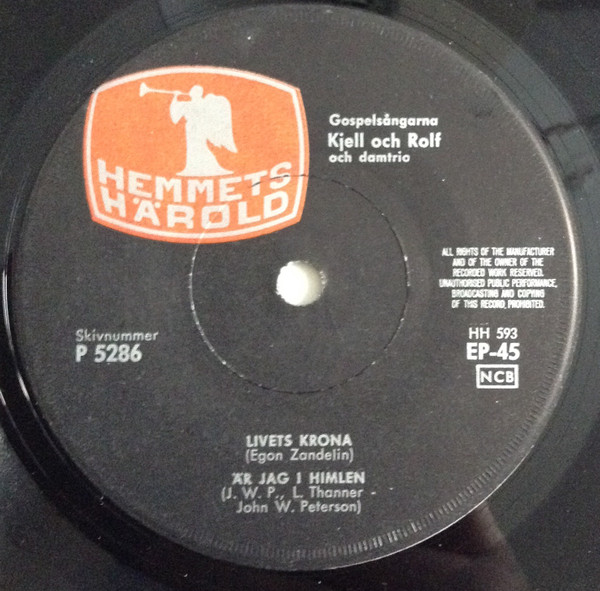 HEMMETS
HÄROLD
Gospelsångarna
Kjell och Rolf
och damtrio
ALL RIGHTS OF THE MANUFACTURER
AND OF THE OWNER OF THE
RECORDED WORK RESERVED.
UNAUTHORISED PUBLIC PERFORMANCE,
BROADCASTING AND COPYING
OF THIS RECORD PROHIBITED.
Skivnummer
P 5286
HH 593
EP-45
NCB
LIVETS KRONA
(Egon Zandelin)
ÄR JAG I HIMLEN
(J. W. P., L. Thanner -
John W. Peterson)